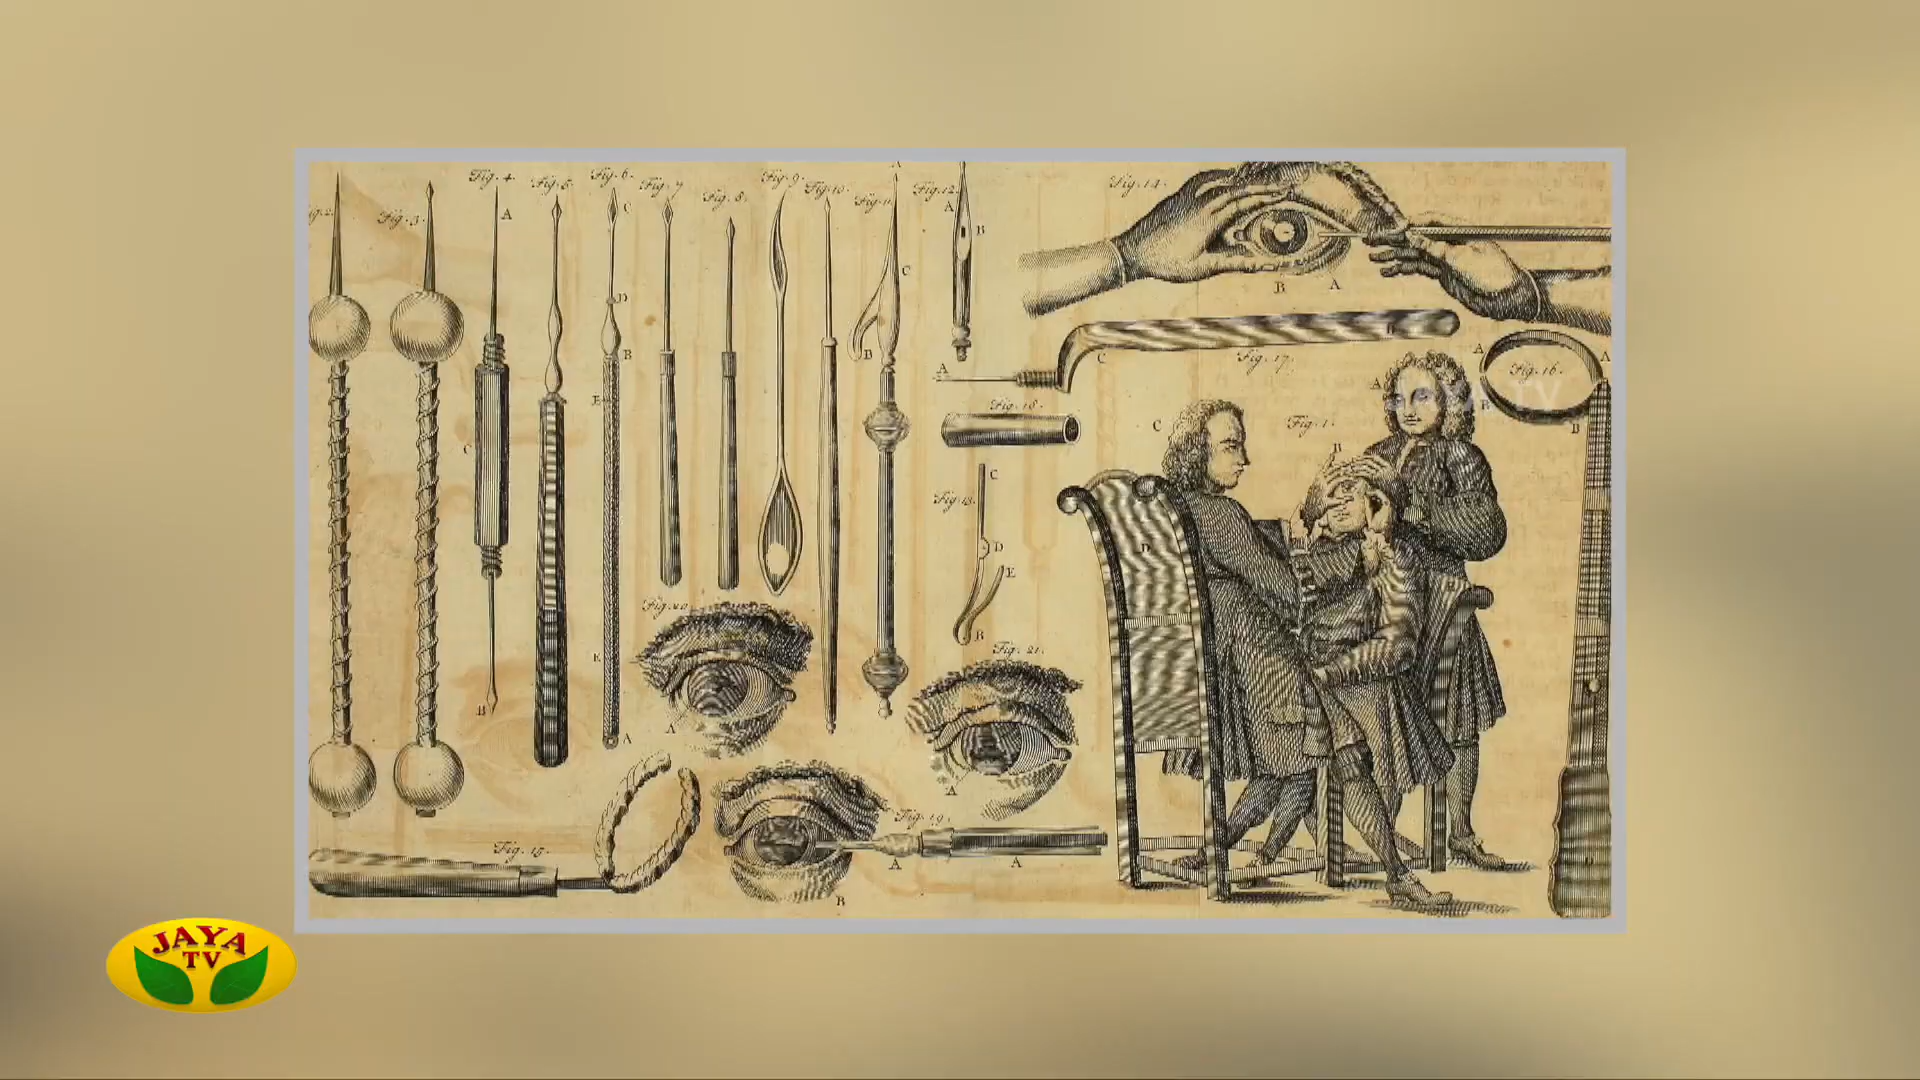 Fig. 2.
Fig. 3.
Fig. 4.
A
C
B
Fig. 5.
Fig. 6.
C
D
B
E
E
A
Fig. 7
Fig. 8.
Fig. 9.
Fig. 10.
Fig. 11.
A
C
B
Fig. 12.
A
B
Fig. 14.
B
A
A
C
B
Fig. 17.
Fig. 18.
Fig. 13.
C
D
E
B
Fig. 16.
A
A
B
B
Fig. 1.
A
B
C
D
JAYA TV
Fig. 20.
A
Fig. 21.
A
Fig. 19.
A
A
B
Fig. 15.
JAYA
TV